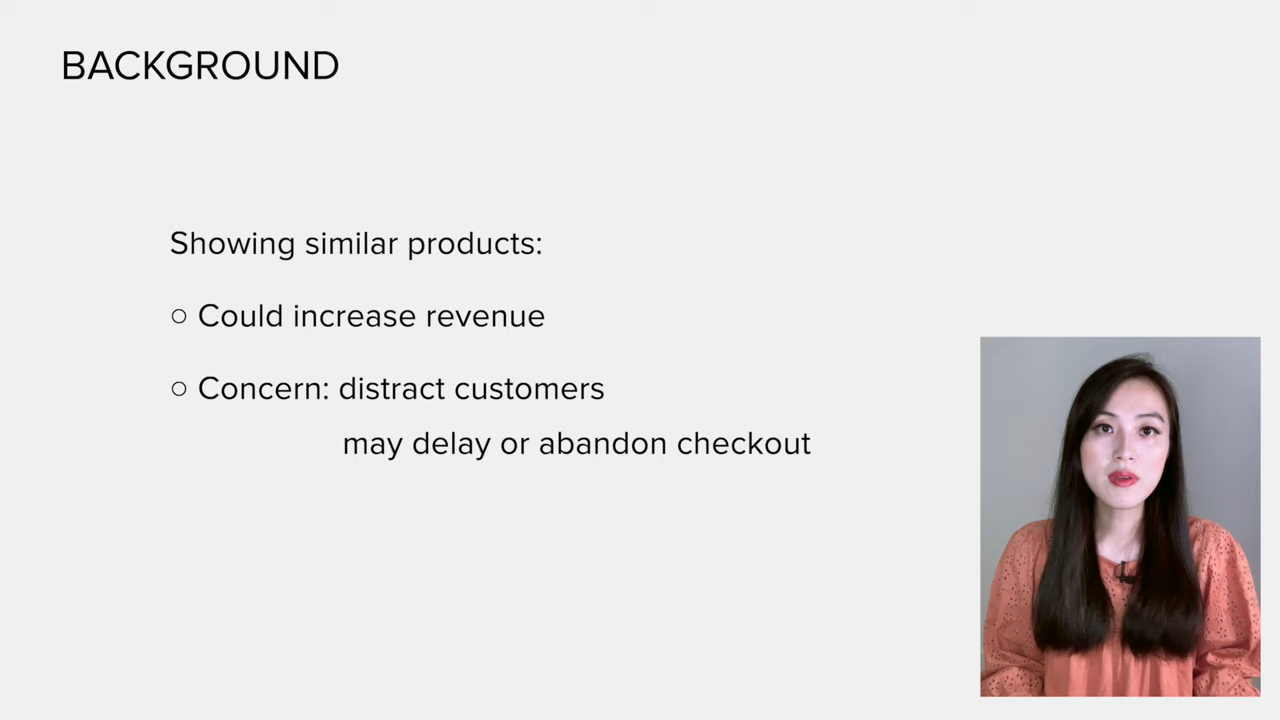 BACKGROUND
Showing similar products:
○ Could increase revenue
○ Concern: distract customers
may delay or abandon checkout